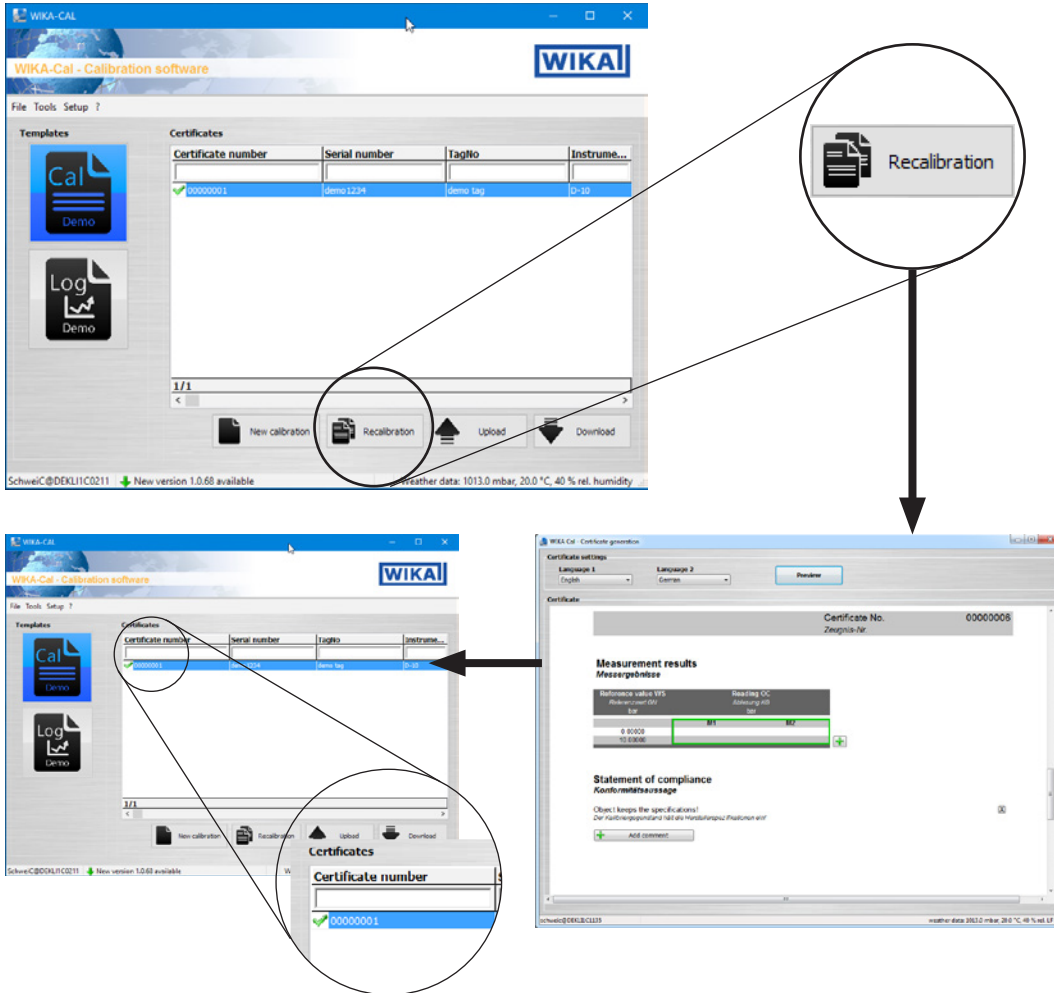 WIKA-CAL
WIKA-Cal - Calibration software
WIKA
File Tools Setup ?
Templates
Certificates
Certificate number Serial number TagNo Instrume...
00000001 demo1234 demo tag D-10
Cal
Demo
Log
Demo
1/1
New calibration Recalibration Upload Download
SchweiC@DEKLI1C0211 New version 1.0.68 available Weather data: 1013.0 mbar, 20.0 °C, 40 % rel. humidity
Recalibration
WIKA-CAL
WIKA-Cal - Calibration software
WIKA
File Tools Setup ?
Templates
Certificates
Certificate number Serial number TagNo Instrume...
00000001 demo1234 demo tag D-10
Cal
Demo
Log
Demo
1/1
New calibration Recalibration Upload Download
SchweiC@DEKLI1C0211 New version 1.0.68 available W
Certificates
Certificate number
00000001
WIKA Cal - Certificate generation
Certificate settings
Language 1 Language 2
English German Preview
Certificate
Certificate No. 00000006
Zeugnis-Nr.
Measurement results
Messergebnisse
Reference value WS Reading OC
bar bar
M1 M2
0.00000
10.00000
Statement of compliance
Konformitätsaussage
Object keeps the specifications!
Der Kalibriergegenstand hält die Herstellerspezifikationen ein!
Add comment
weather data: 1013.0 mbar, 20.0 °C, 40 % rel. LF